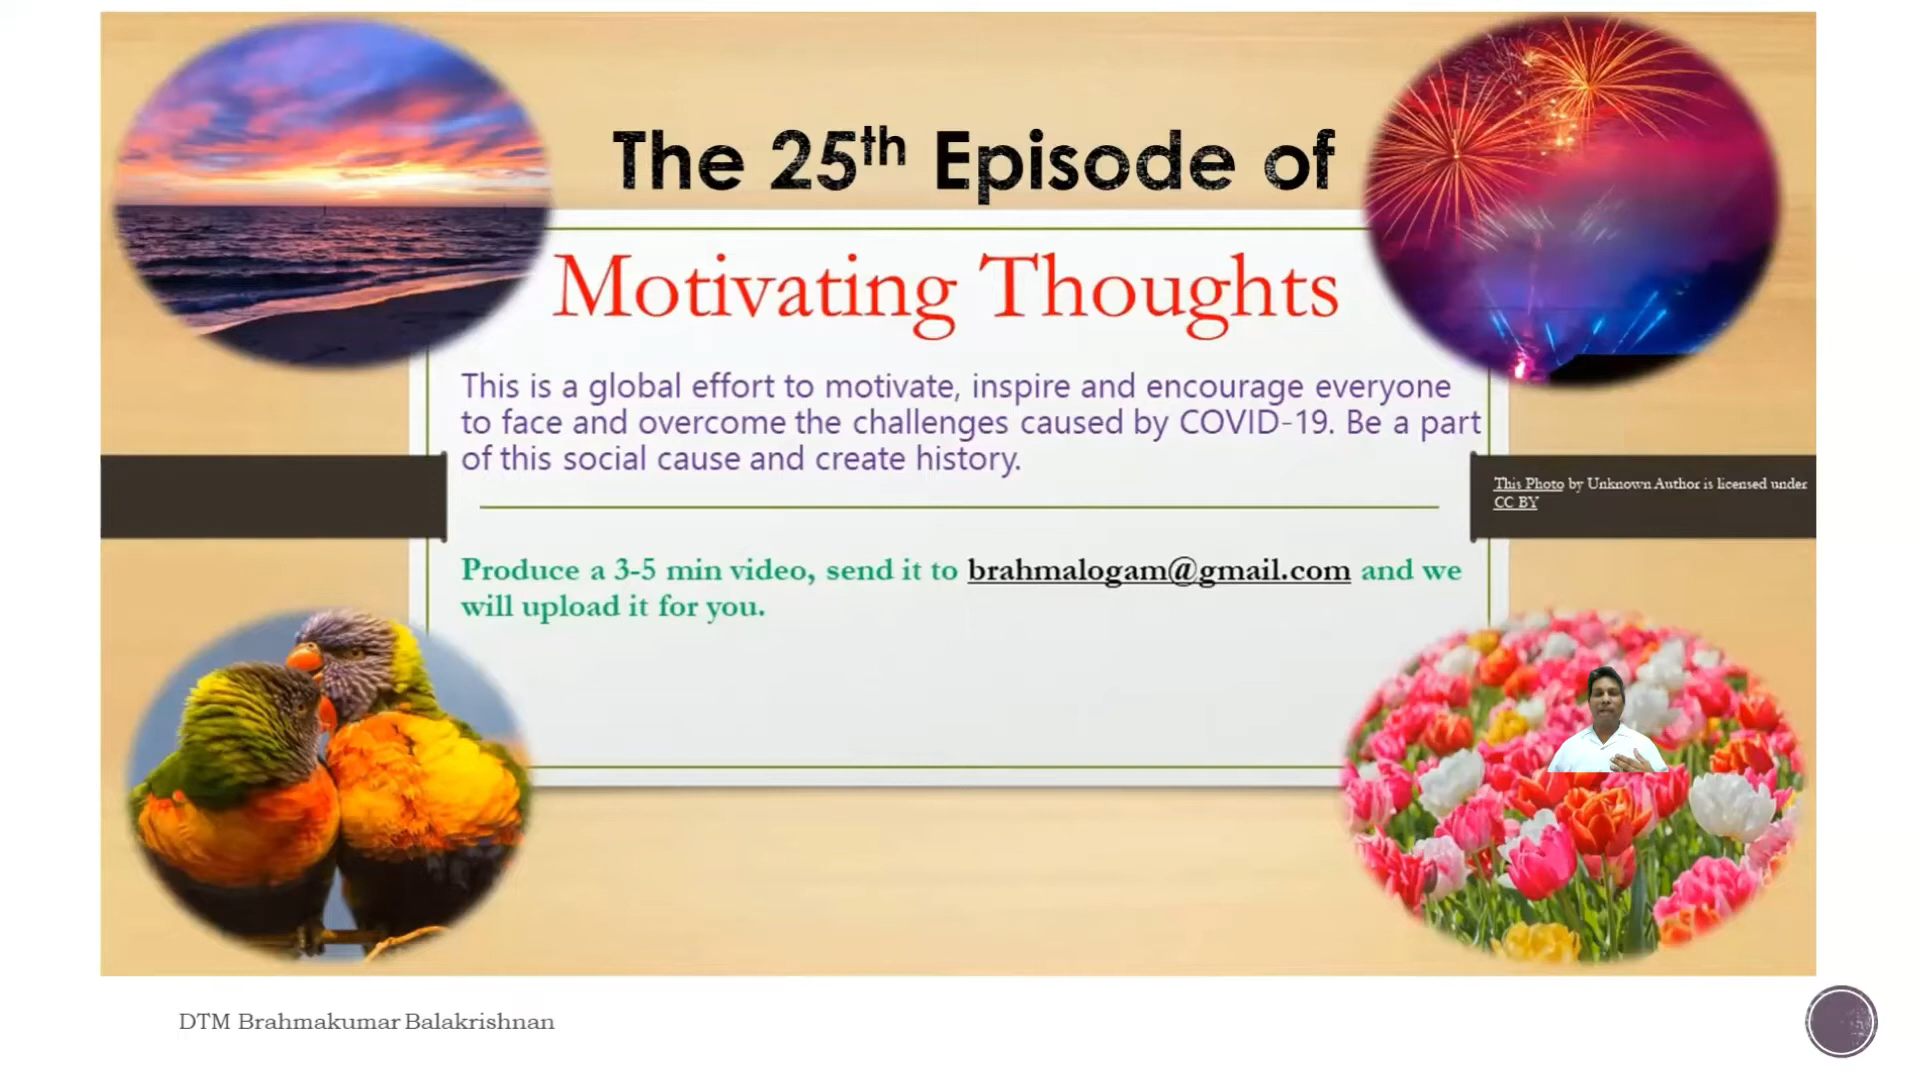 The 25th Episode of
Motivating Thoughts
This is a global effort to motivate, inspire and encourage everyone
to face and overcome the challenges caused by COVID-19. Be a part
of this social cause and create history.
This Photo by Unknown Author is licensed under
CC BY
Produce a 3-5 min video, send it to brahmalogam@gmail.com and we
will upload it for you.
DTM Brahmakumar Balakrishnan